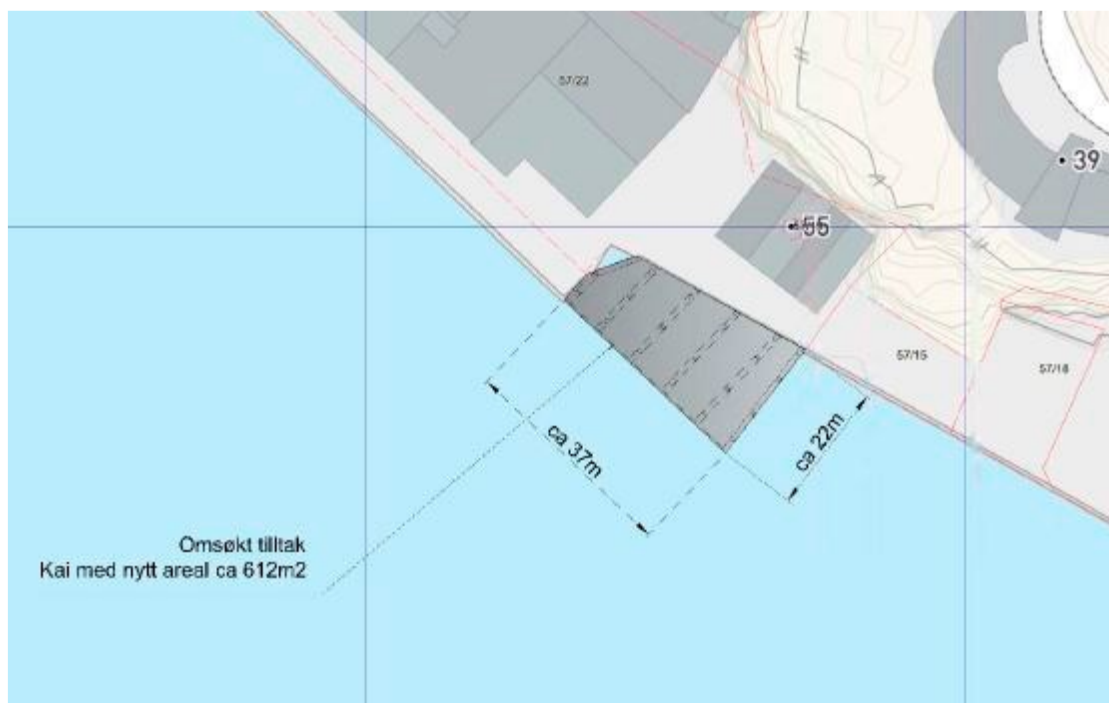 57/22
39
55
57/15
57/18
ca 37m
ca 22m
Omsøkt tilltak
Kai med nytt areal ca 612m2